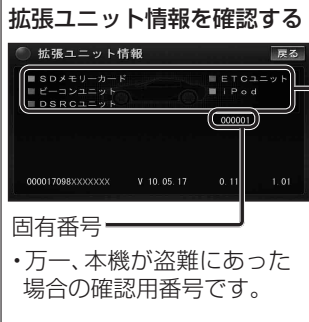 拡張ユニット情報を確認する
拡張ユニット情報 戻る
■SDメモリーカード ■ETCユニット
■ビーコンユニット ■iPod
■DSRCユニット
000001
000017098XXXXXXX V 10.05.17 0.11 1.01
固有番号
・万一、本機が盗難にあった
場合の確認用番号です。